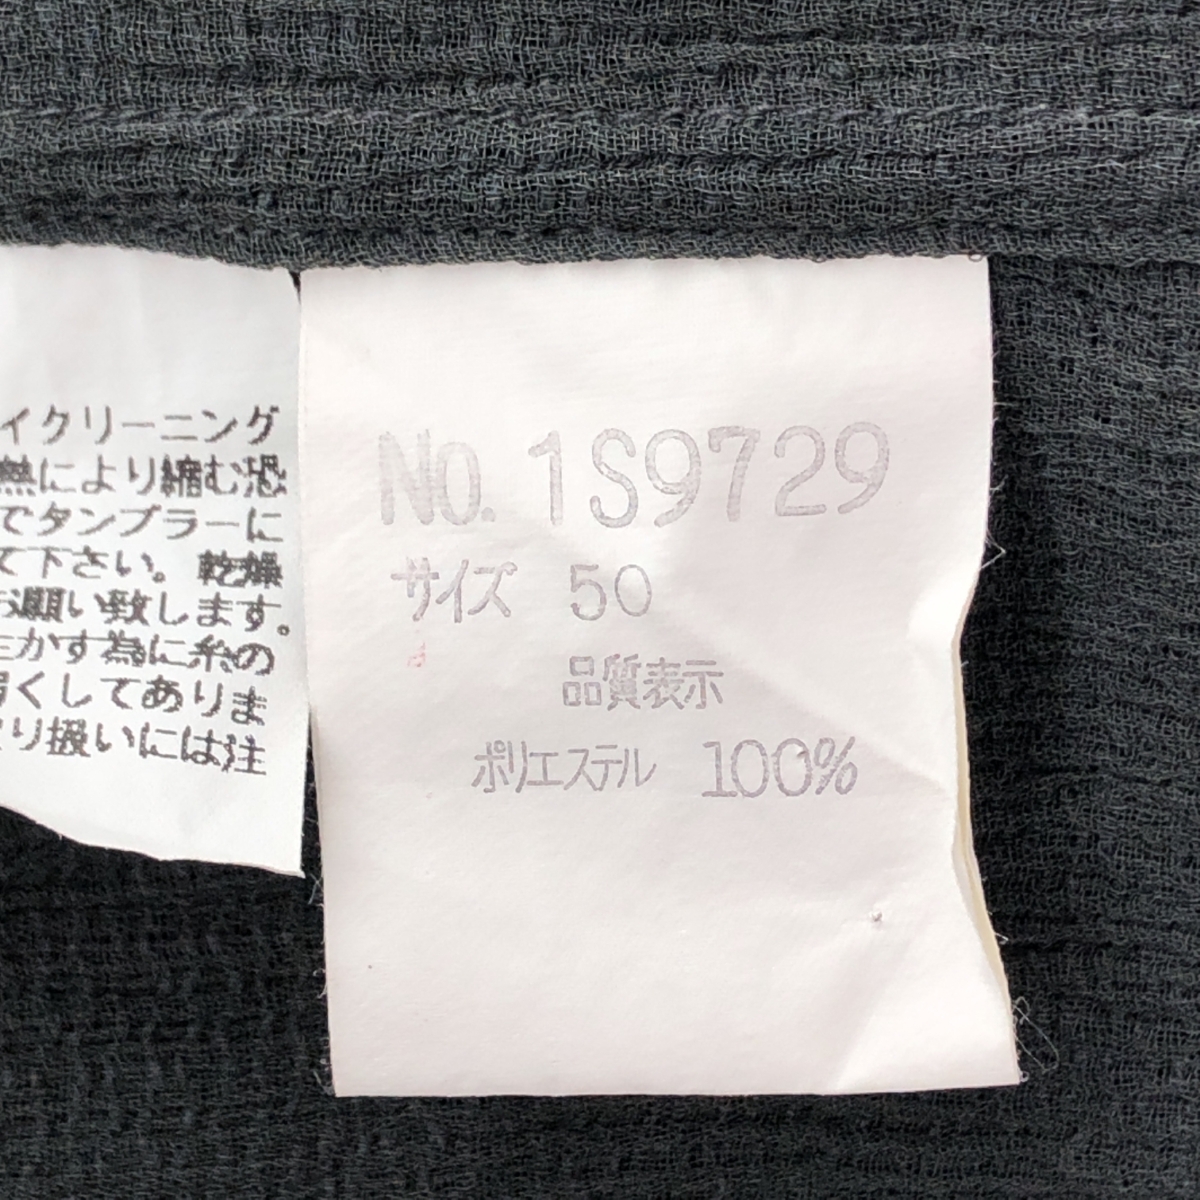 イクリーニング
熱により縮む恐
でタンブラーに
て下さい。乾燥
お願い致します。
生かす為に糸の
弱くしてありま
り扱いには注
No. 1S9729
サイズ 50
品質表示
ポリエステル 100%